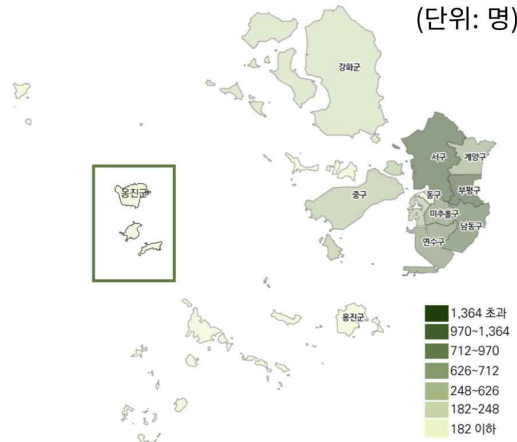 (단위: 명)
강화군
서구
계양구
옹진군
중구
동구
부평구
미추홀구
남동구
연수구
옹진군
1,364 초과
970~1,364
712~970
626~712
248~626
182~248
182 이하